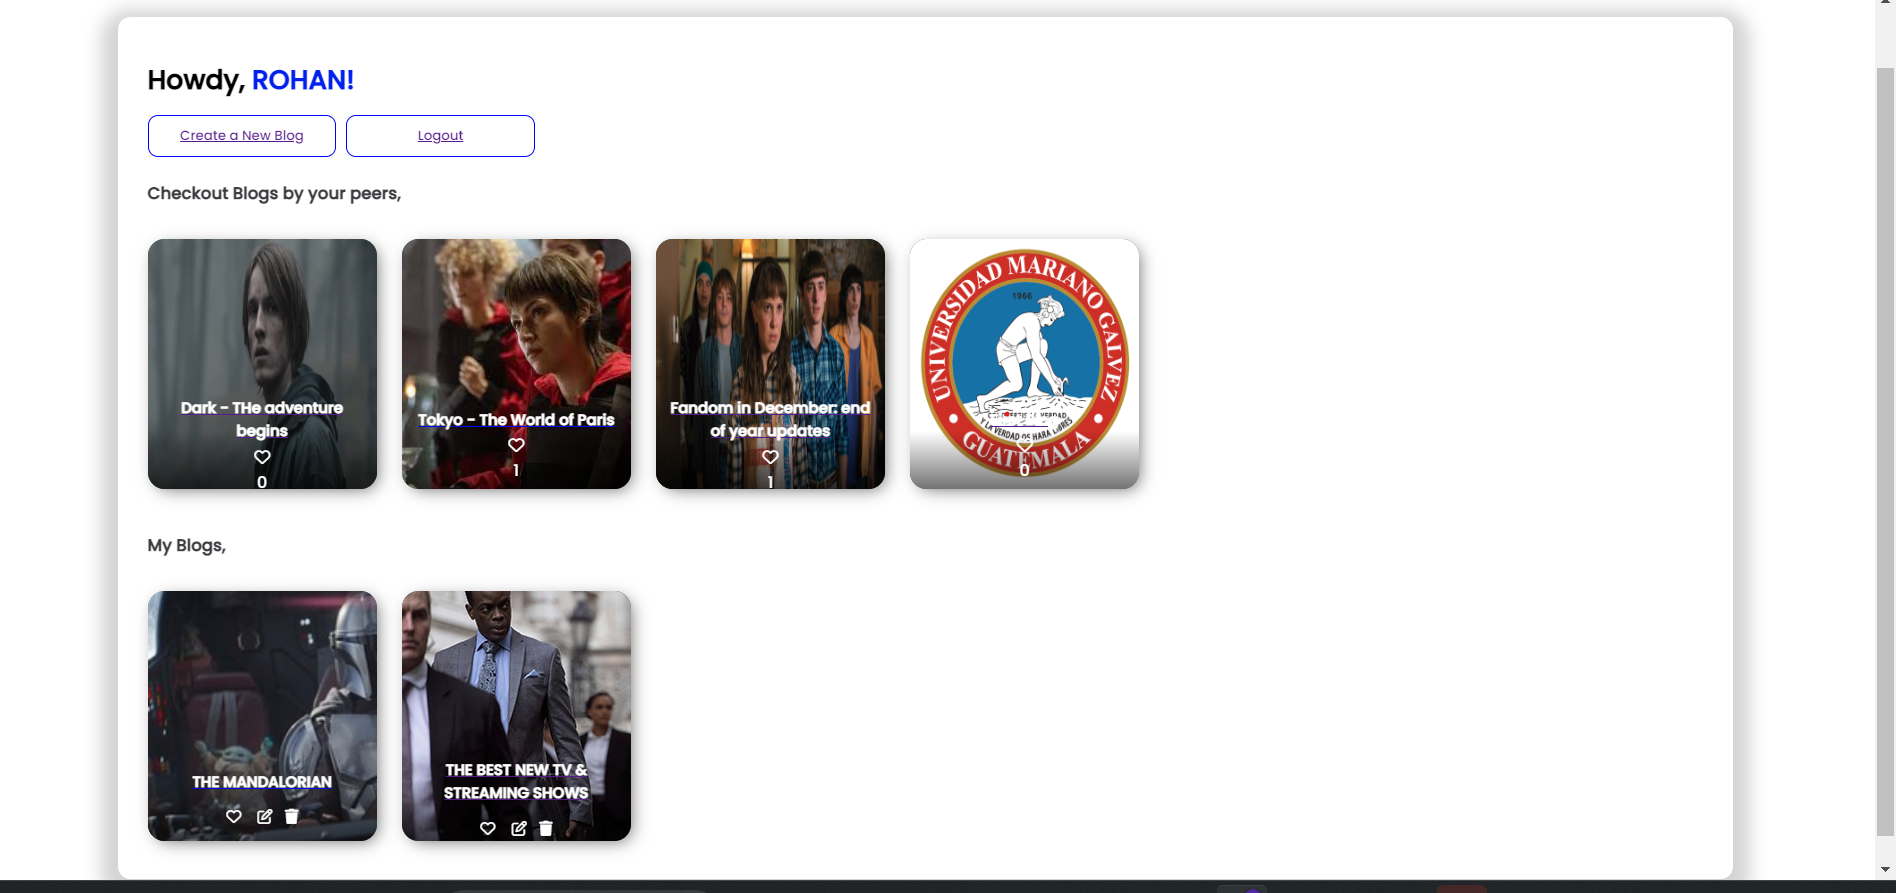 Howdy, ROHAN!
Create a New Blog
Logout
Checkout Blogs by your peers,
Dark - THe adventure
begins
0
Tokyo - The World of Paris
1
Fandom in December: end
of year updates
1
UNIVERSIDAD MARIANO GALVEZ
1966
Y LA VERDAD OS HARA LIBRES
GUATEMALA
0
My Blogs,
THE MANDALORIAN
THE BEST NEW TV &
STREAMING SHOWS